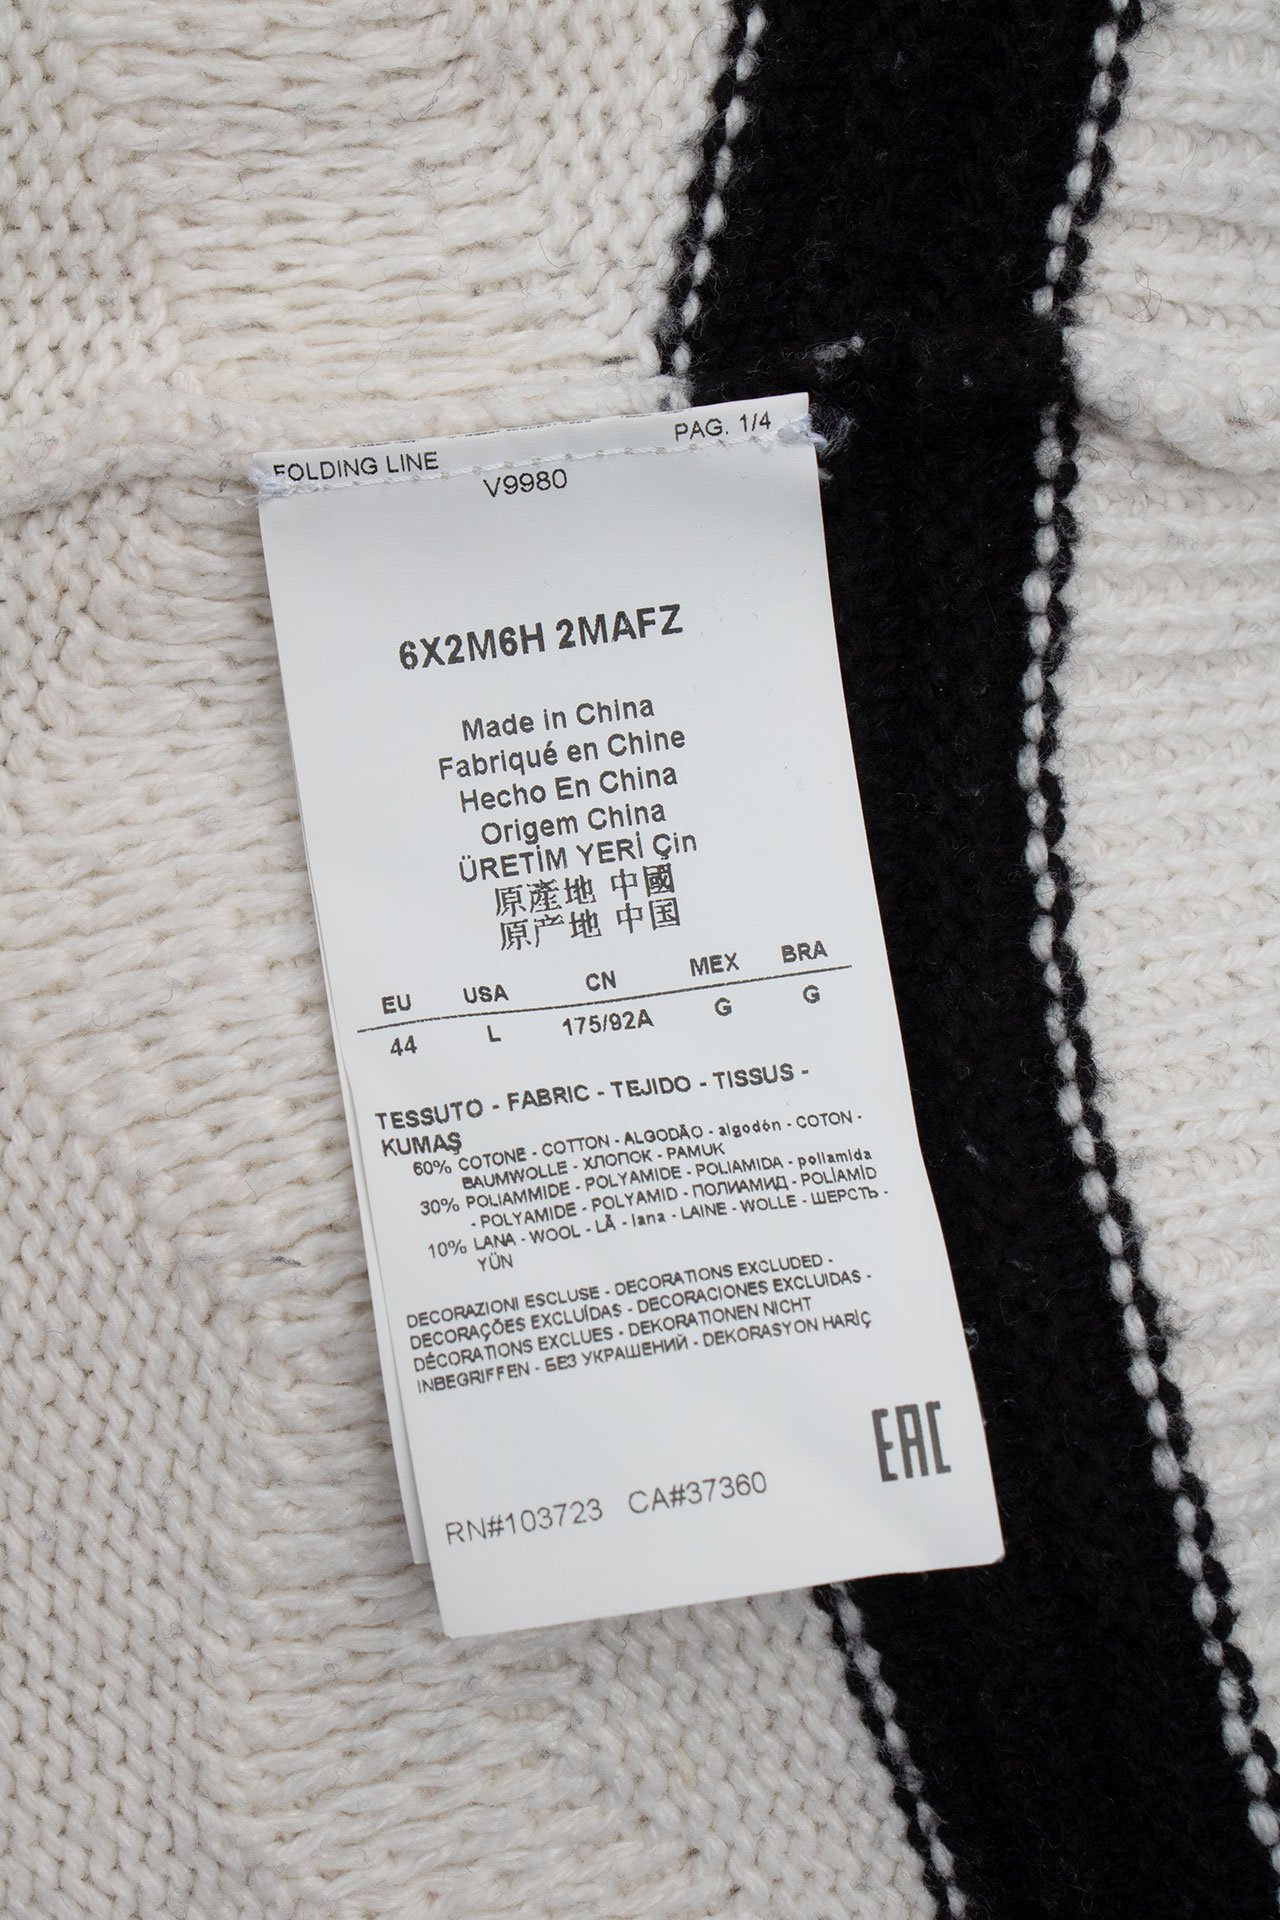 FOLDING LINE PAG. 1/4
V9980
6X2M6H 2MAFZ
Made in China
Fabriqué en Chine
Hecho En China
Origem China
ÜRETİM YERİ Çin
原產地 中國
原产地 中国
EU USA CN MEX BRA
44 L 175/92A G G
TESSUTO - FABRIC - TEJIDO - TISSUS -
KUMAŞ
60% COTONE - COTTON - ALGODÃO - algodón - COTON -
BAUMWOLLE - ХЛОПОК - PAMUK
30% POLIAMMIDE - POLYAMIDE - POLIAMIDA - poliamida
- POLYAMIDE - POLYAMID - ПОЛИАМИД - POLİAMİD
10% LANA - WOOL - LÃ - lana - LAINE - WOLLE - ШЕРСТЬ -
YÜN
DECORAZIONI ESCLUSE - DECORATIONS EXCLUDED -
DECORAÇÕES EXCLUÍDAS - DECORACIONES EXCLUIDAS -
DÉCORATIONS EXCLUES - DEKORATIONEN NICHT
INBEGRIFFEN - БЕЗ УКРАШЕНИЙ - DEKORASYON HARİÇ
EAC
RN#103723 CA#37360